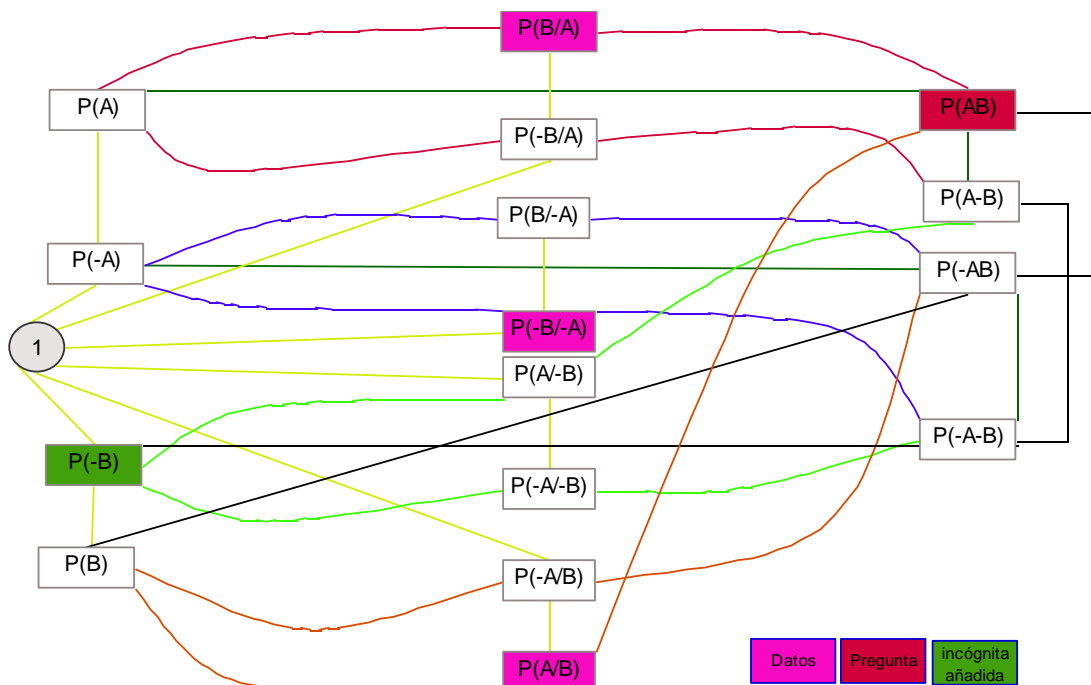 P(B/A)
P(A)
P(AB)
P(-B/A)
P(A-B)
P(B/-A)
P(-A)
P(-AB)
P(-B/-A)
1
P(A/-B)
P(-A-B)
P(-B)
P(-A/-B)
P(B)
P(-A/B)
P(A/B)
Datos
Pregunta
incógnita
añadida